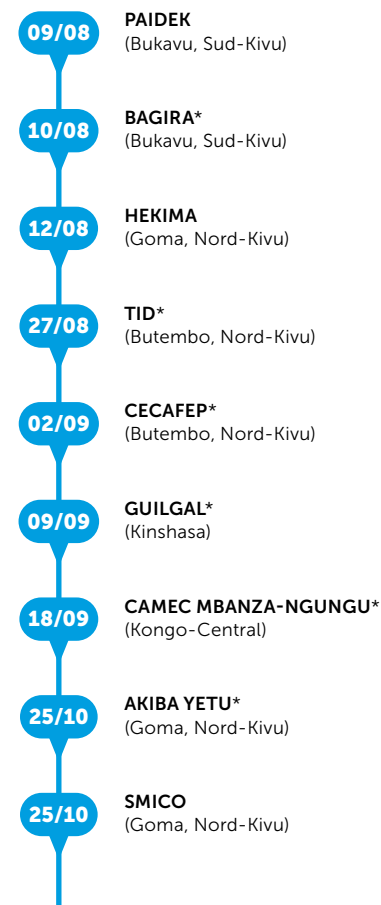 09/08
PAIDEK
(Bukavu, Sud-Kivu)
10/08
BAGIRA*
(Bukavu, Sud-Kivu)
12/08
HEKIMA
(Goma, Nord-Kivu)
27/08
TID*
(Butembo, Nord-Kivu)
02/09
CECAFEP*
(Butembo, Nord-Kivu)
09/09
GUILGAL*
(Kinshasa)
18/09
CAMEC MBANZA-NGUNGU*
(Kongo-Central)
25/10
AKIBA YETU*
(Goma, Nord-Kivu)
25/10
SMICO
(Goma, Nord-Kivu)